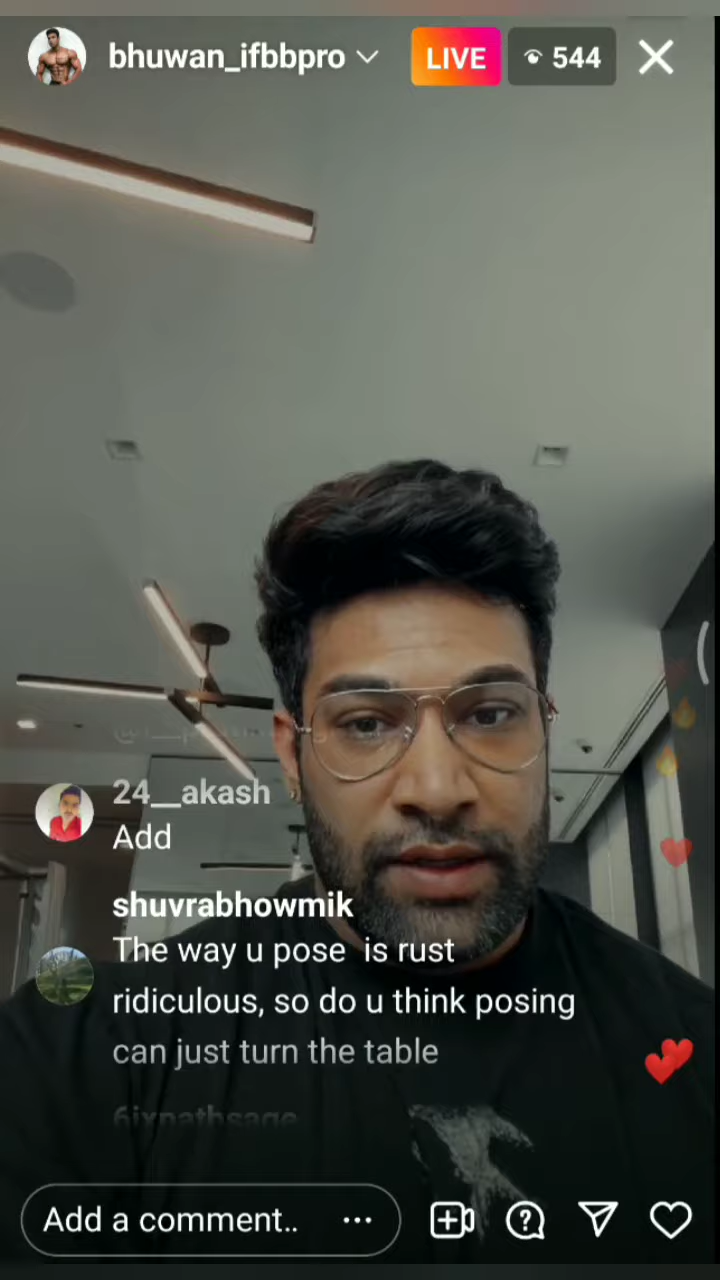 bhuwan_ifbbpro
LIVE
544
24__akash
Add
shuvrabhowmik
The way u pose is rust
ridiculous, so do u think posing
can just turn the table
6ixpathsage
Add a comment..